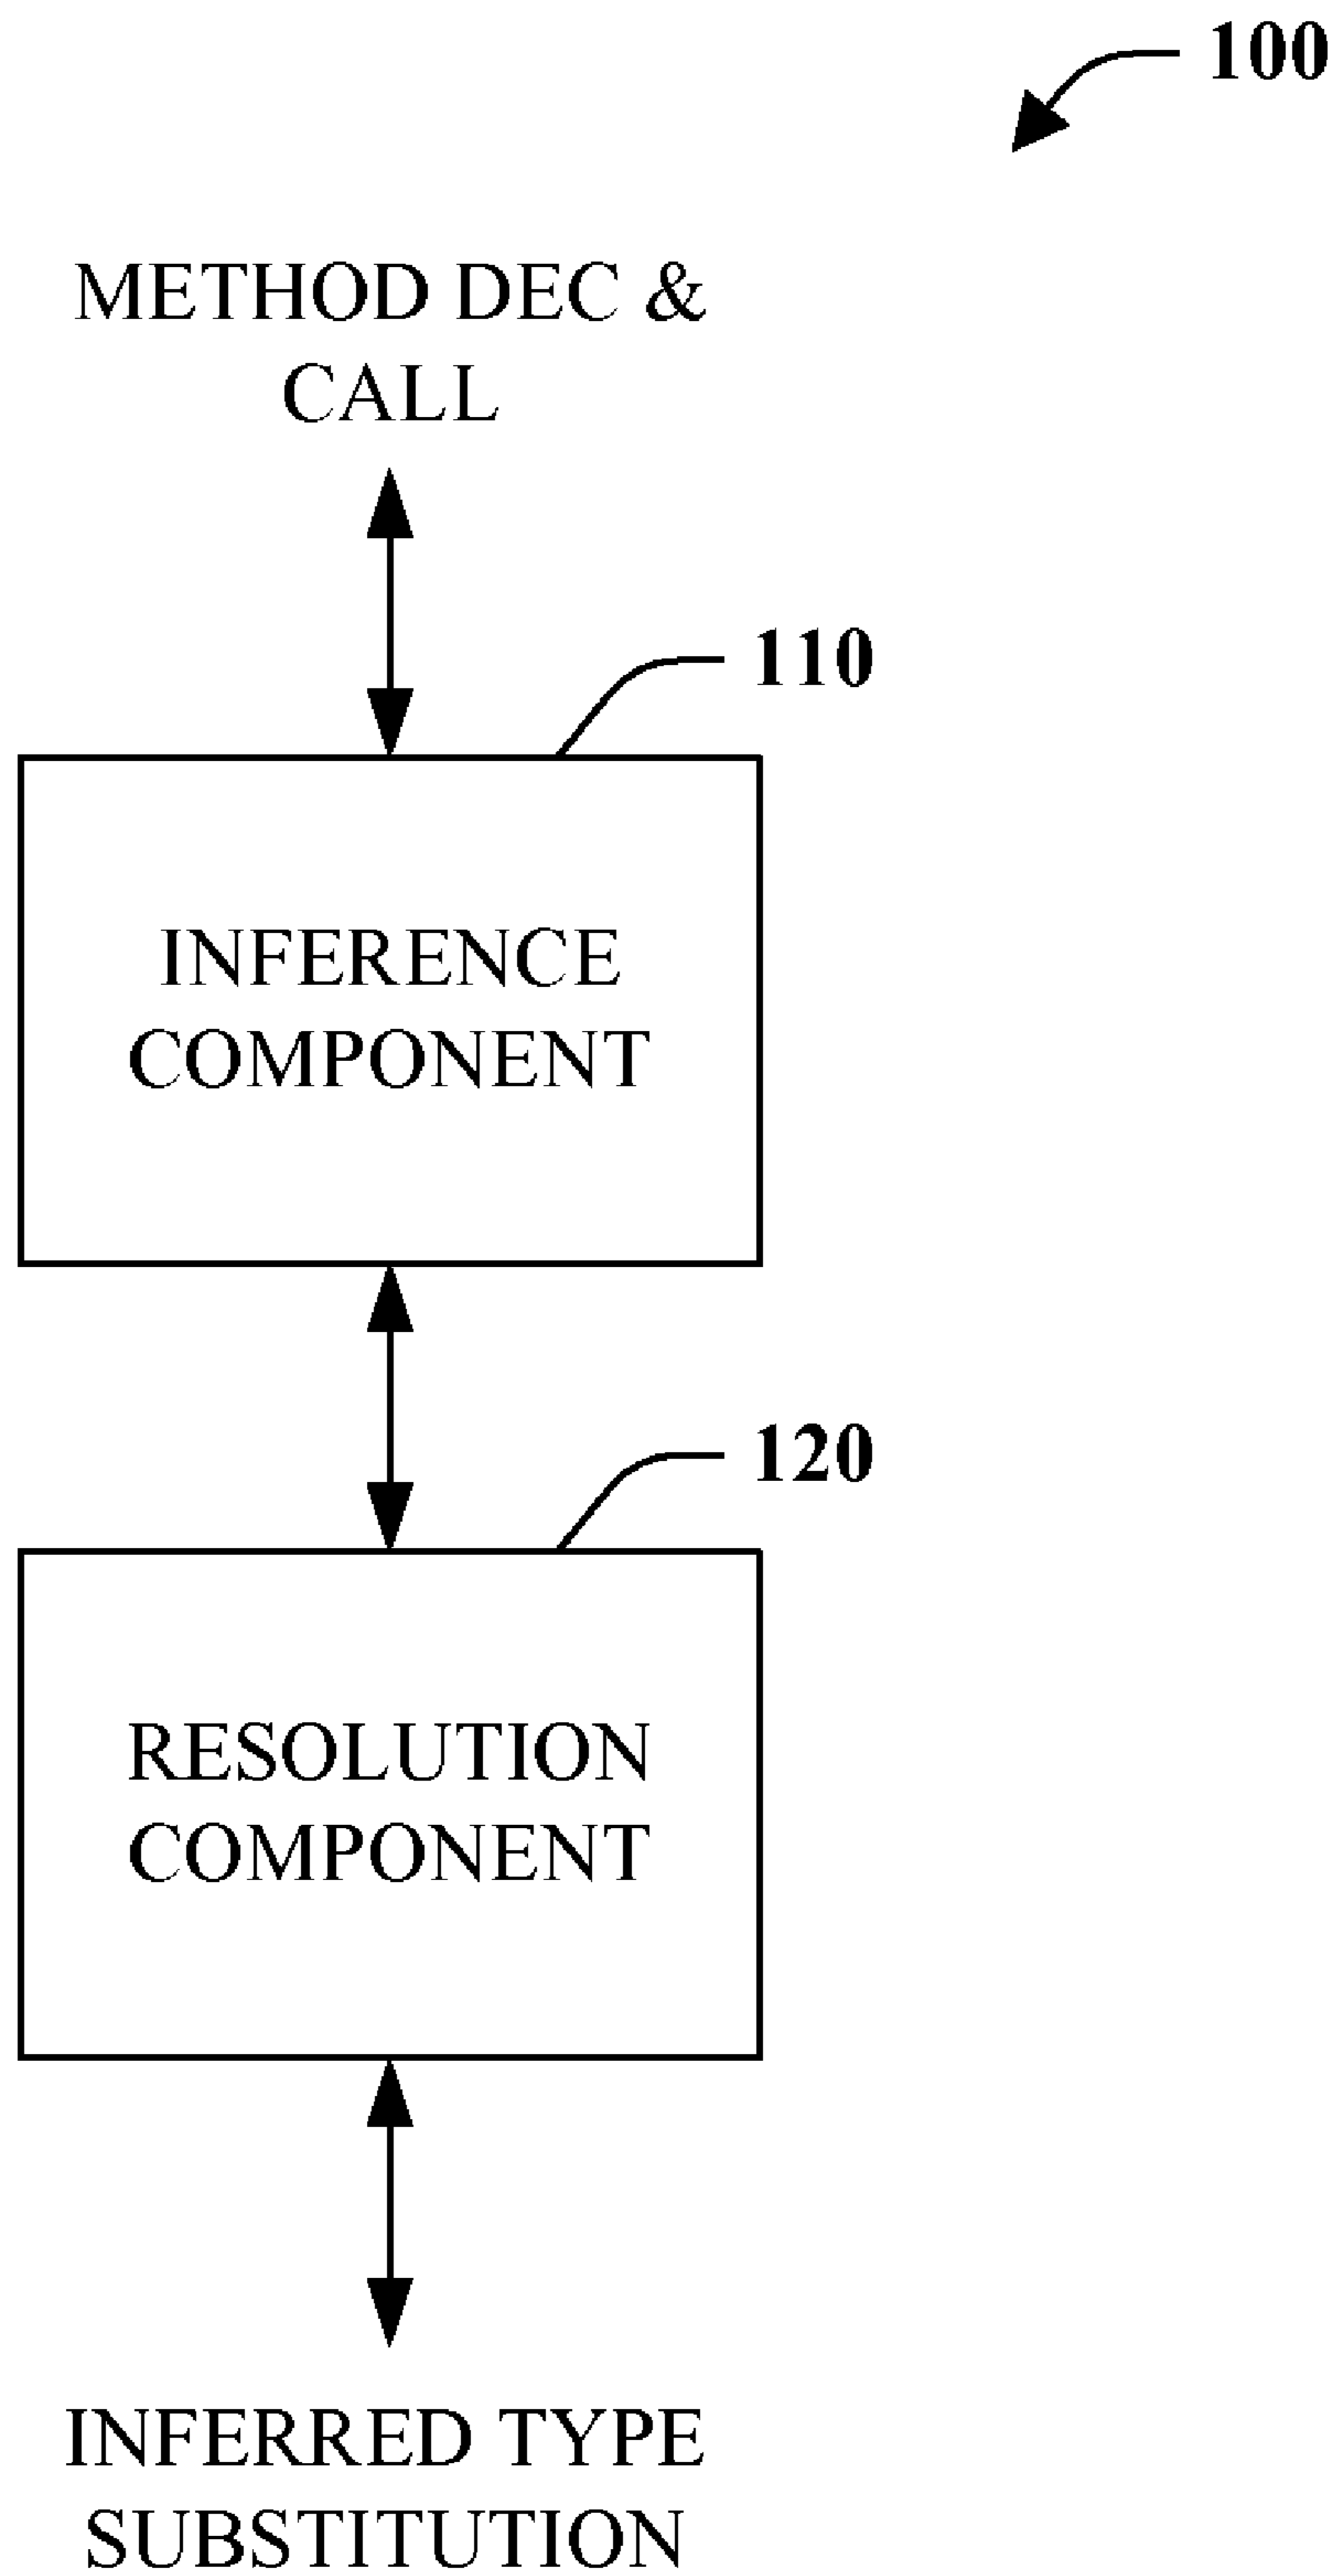 100
METHOD DEC &
CALL
110
INFERENCE
COMPONENT
120
RESOLUTION
COMPONENT
INFERRED TYPE
SUBSTITUTION